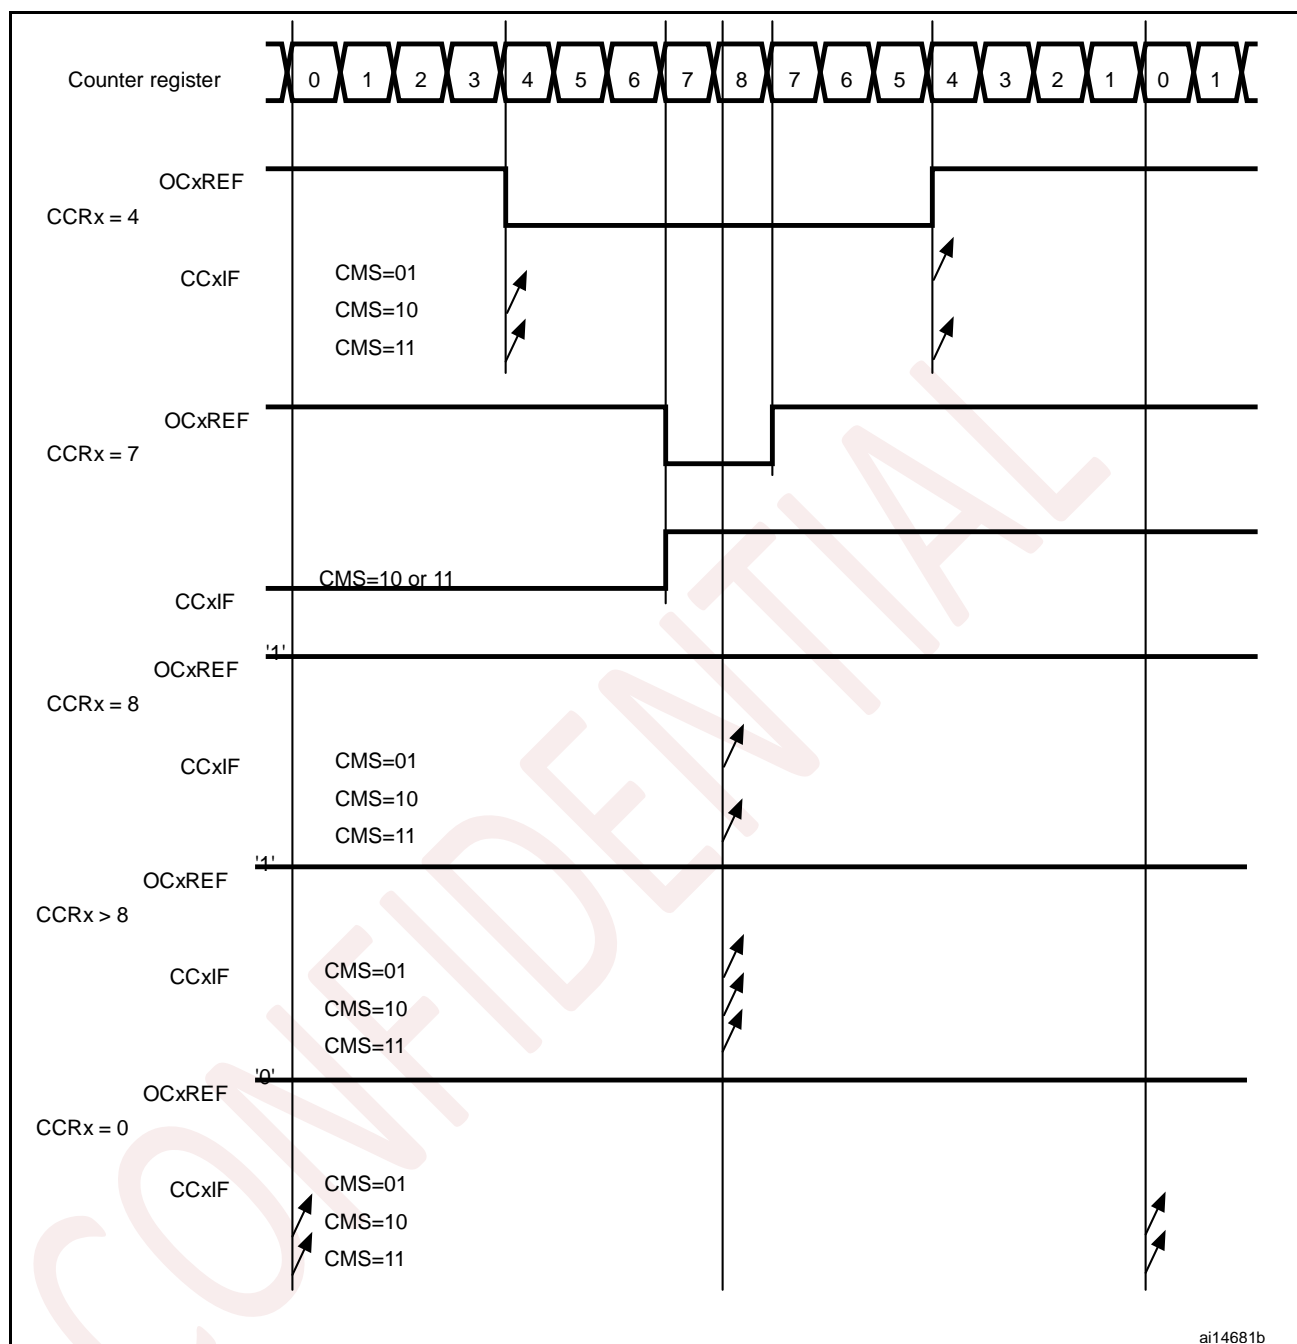 Counter register 0 1 2 3 4 5 6 7 8 7 6 5 4 3 2 1 0 1
OCxREF
CCRx = 4
CCxIF CMS=01
CMS=10
CMS=11
OCxREF
CCRx = 7
CMS=10 or 11
CCxIF
'1'
OCxREF
CCRx = 8
CCxIF CMS=01
CMS=10
CMS=11
'1'
OCxREF
CCRx > 8
CCxIF CMS=01
CMS=10
CMS=11
'0'
OCxREF
CCRx = 0
CCxIF CMS=01
CMS=10
CMS=11
CONFIDENTIAL
ai14681b